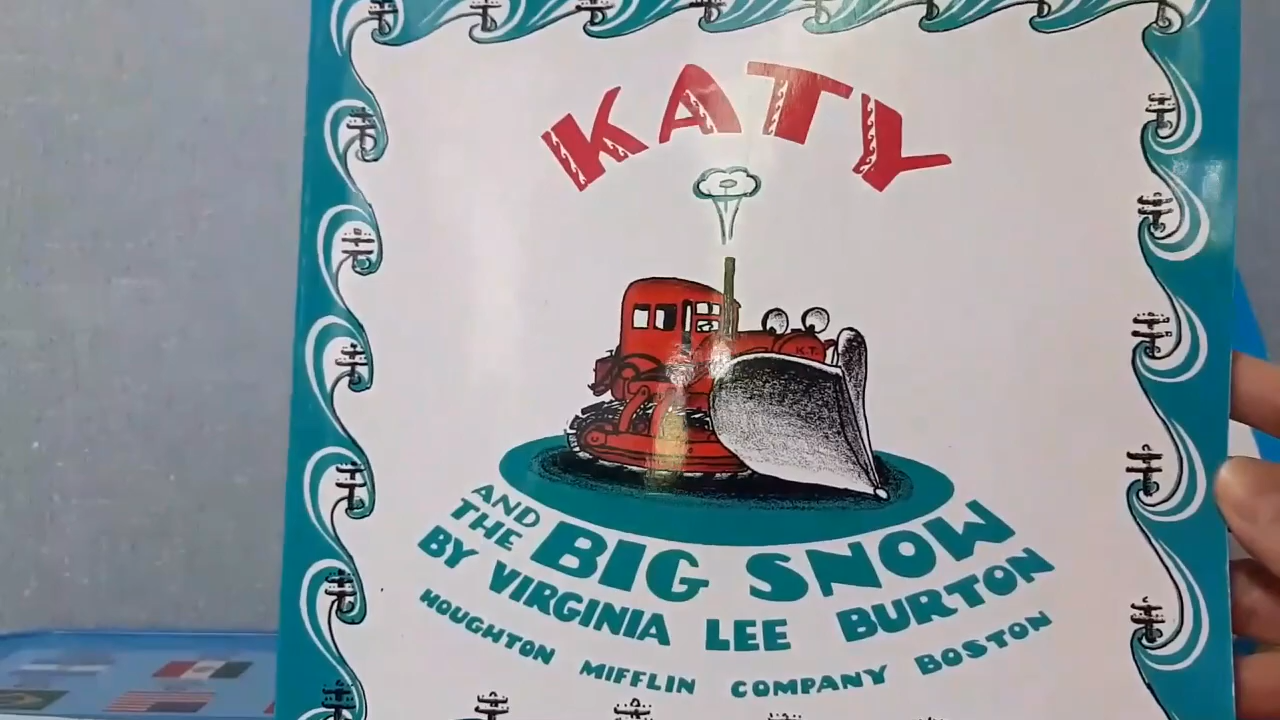 KATY
K.T.
AND
THE
BIG SNOW
BY VIRGINIA LEE BURTON
HOUGHTON MIFFLIN COMPANY BOSTON